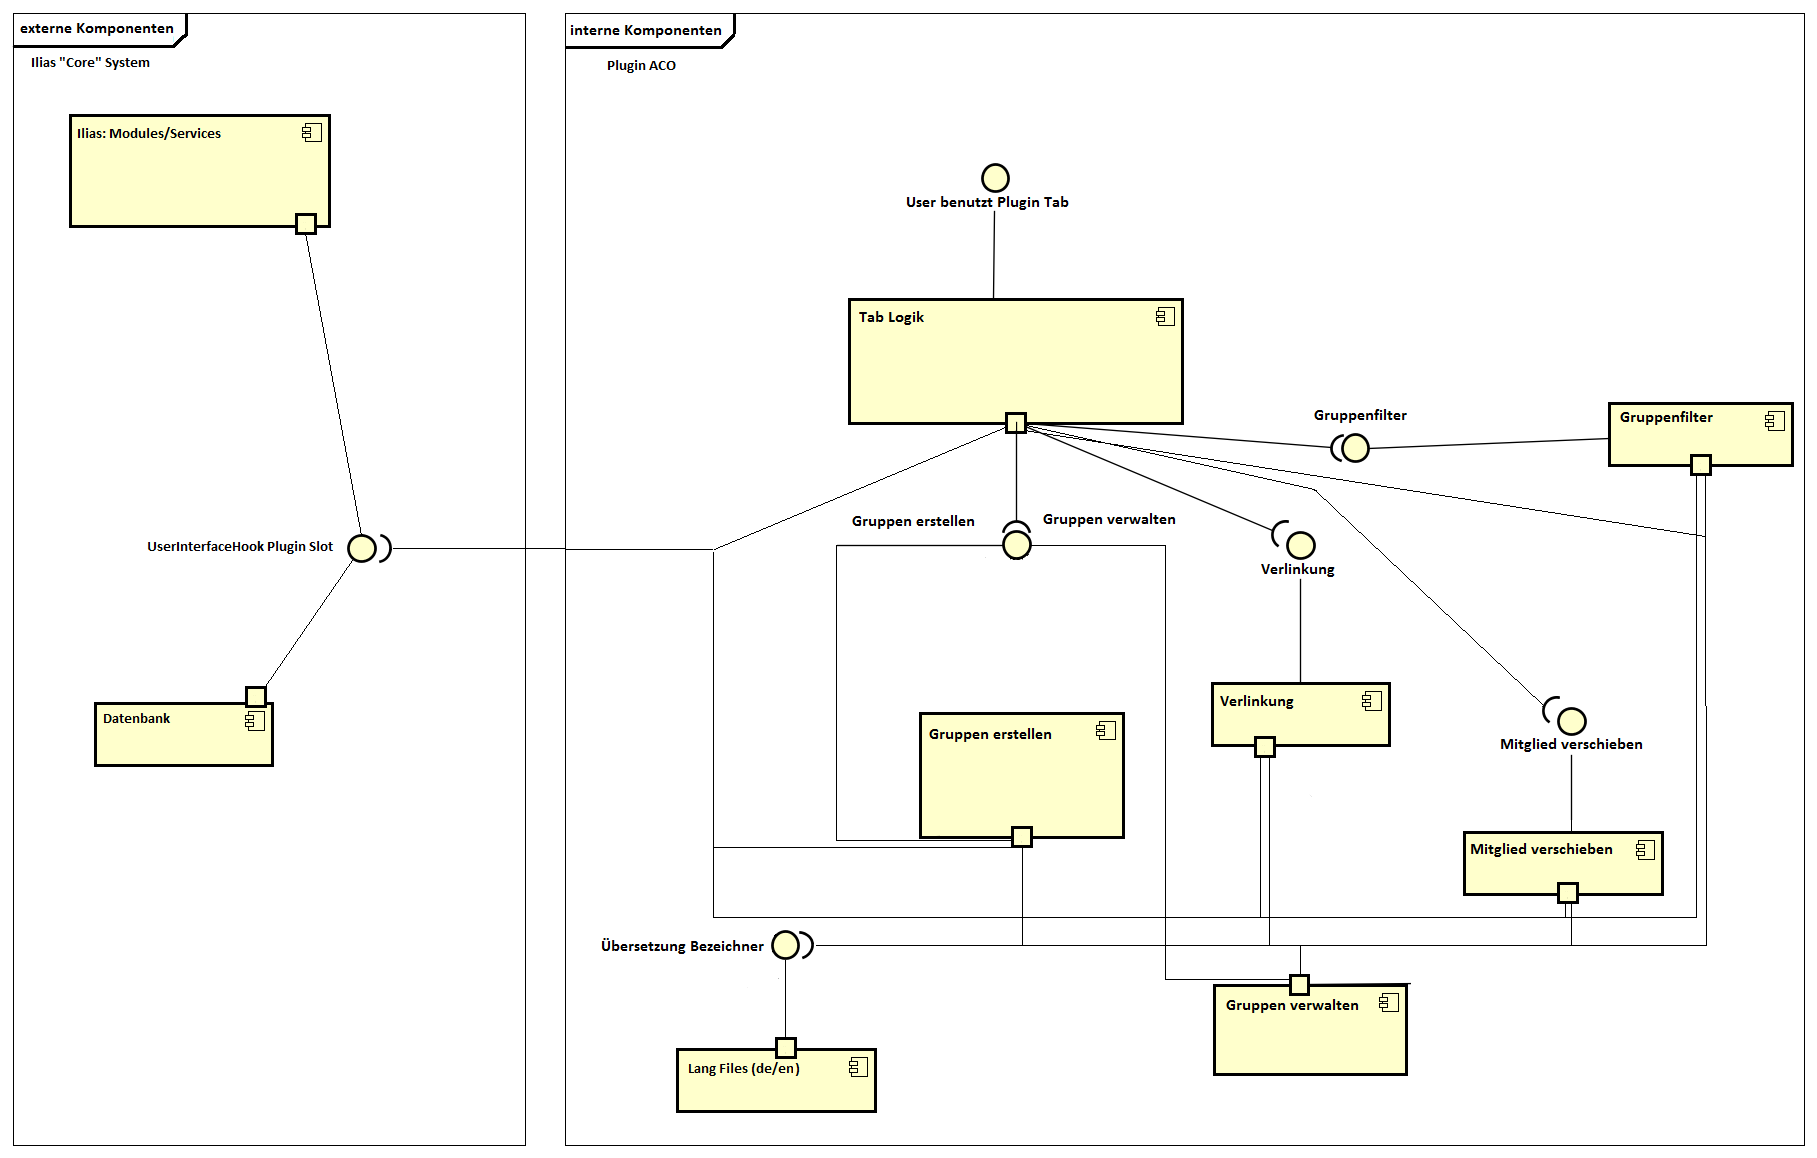 externe Komponenten
Ilias "Core" System
Ilias: Modules/Services
UserInterfaceHook Plugin Slot
Datenbank
interne Komponenten
Plugin ACO
User benutzt Plugin Tab
Tab Logik
Gruppenfilter
Gruppenfilter
Gruppen erstellen
Gruppen verwalten
Verlinkung
Verlinkung
Gruppen erstellen
Mitglied verschieben
Mitglied verschieben
Übersetzung Bezeichner
Gruppen verwalten
Lang Files (de/en)